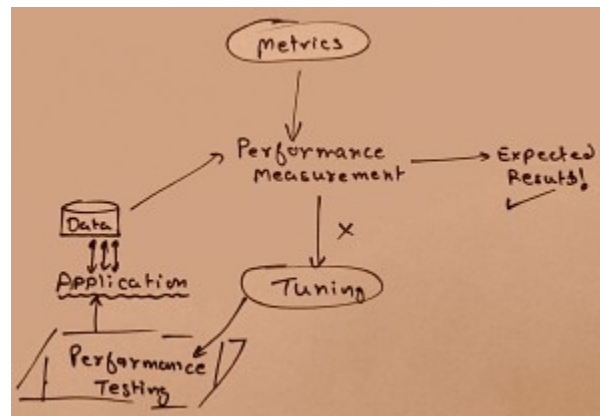 Metrics
Performance
Measurement
Expected
Results!
Data
x
Application
Tuning
Performance
Testing